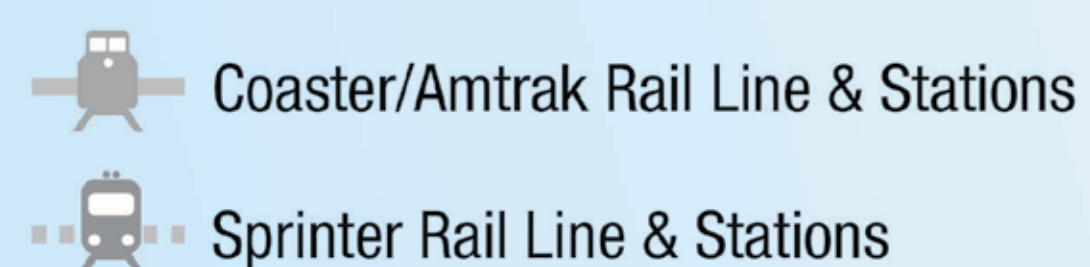 Coaster/Amtrak Rail Line & Stations
Sprinter Rail Line & Stations